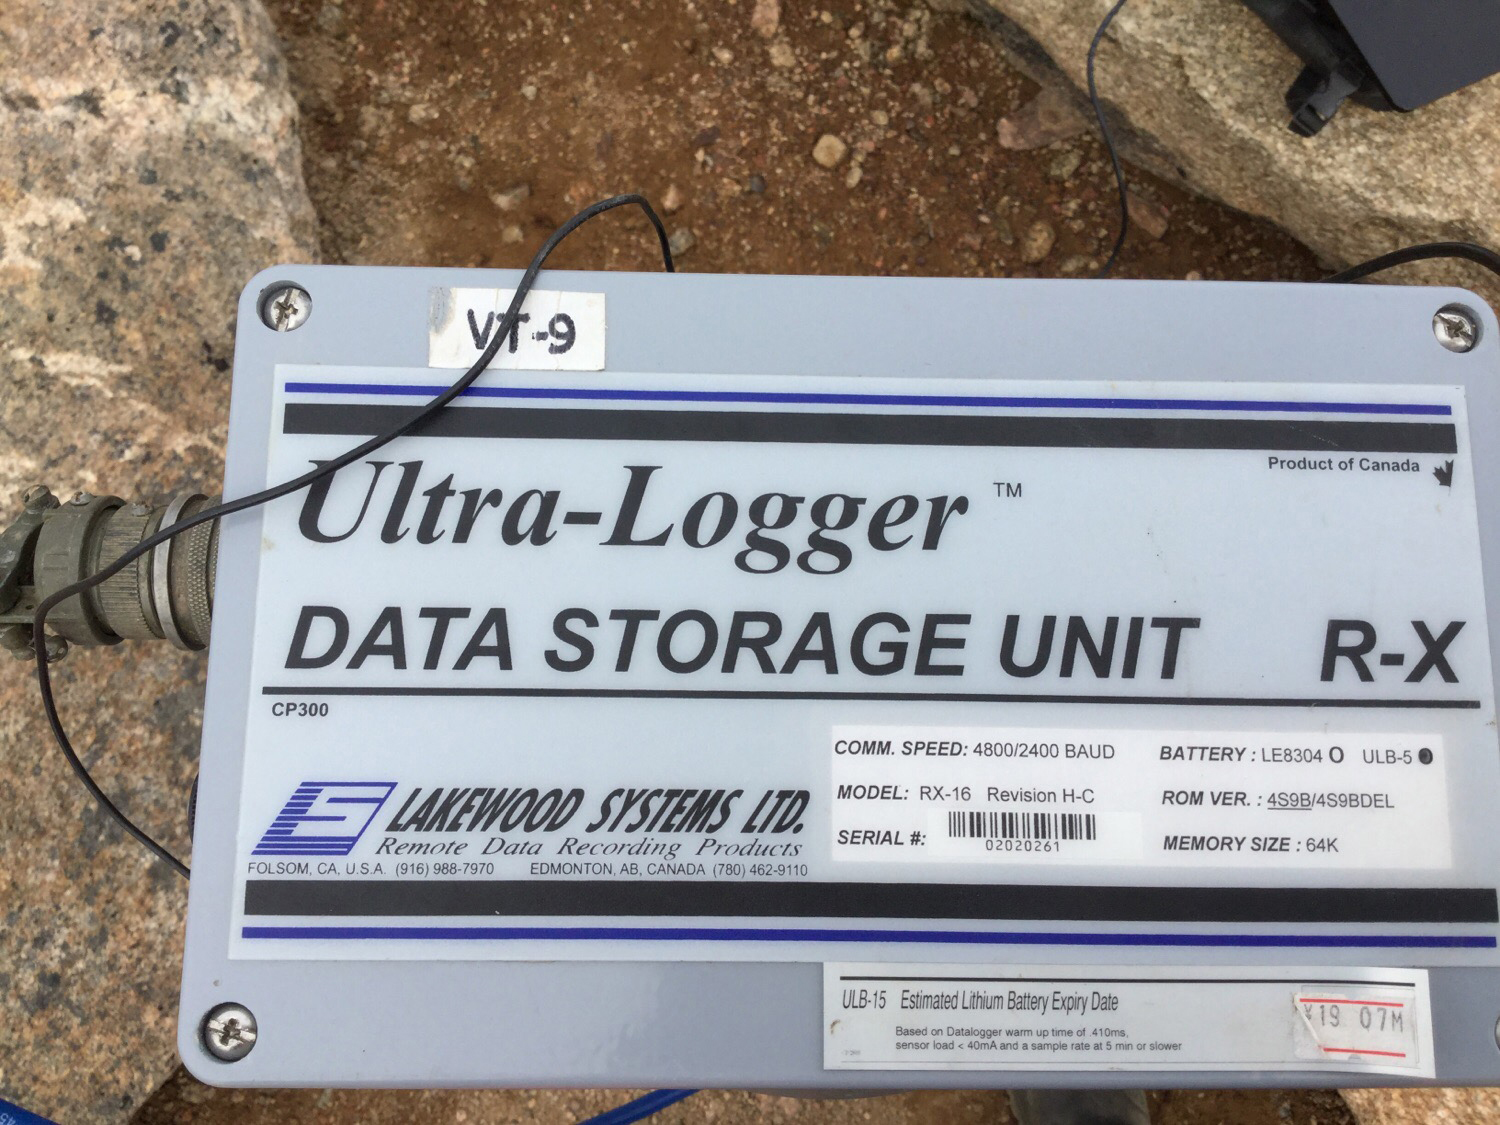 VT-9
Product of Canada
Ultra-Logger ™
DATA STORAGE UNIT R-X
CP300
COMM. SPEED: 4800/2400 BAUD BATTERY : LE8304 O ULB-5
MODEL: RX-16 Revision H-C ROM VER. : 4S9B/4S9BDEL
SERIAL #: 02020261 MEMORY SIZE : 64K
LAKEWOOD SYSTEMS LTD.
Remote Data Recording Products
FOLSOM, CA, U.S.A. (916) 988-7970 EDMONTON, AB, CANADA (780) 462-9110
ULB-15 Estimated Lithium Battery Expiry Date
Based on Datalogger warm up time of .410ms,
sensor load < 40mA and a sample rate at 5 min or slower
¥19 07M